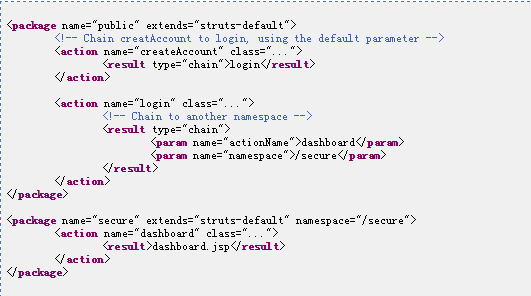 <package name="public" extends="struts-default">
<!-- Chain creatAccount to login, using the default parameter -->
<action name="createAccount" class="...">
<result type="chain">login</result>
</action>
<action name="login" class="...">
<!-- Chain to another namespace -->
<result type="chain">
<param name="actionName">dashboard</param>
<param name="namespace">/secure</param>
</result>
</action>
</package>
<package name="secure" extends="struts-default" namespace="/secure">
<action name="dashboard" class="...">
<result>dashboard.jsp</result>
</action>
</package>